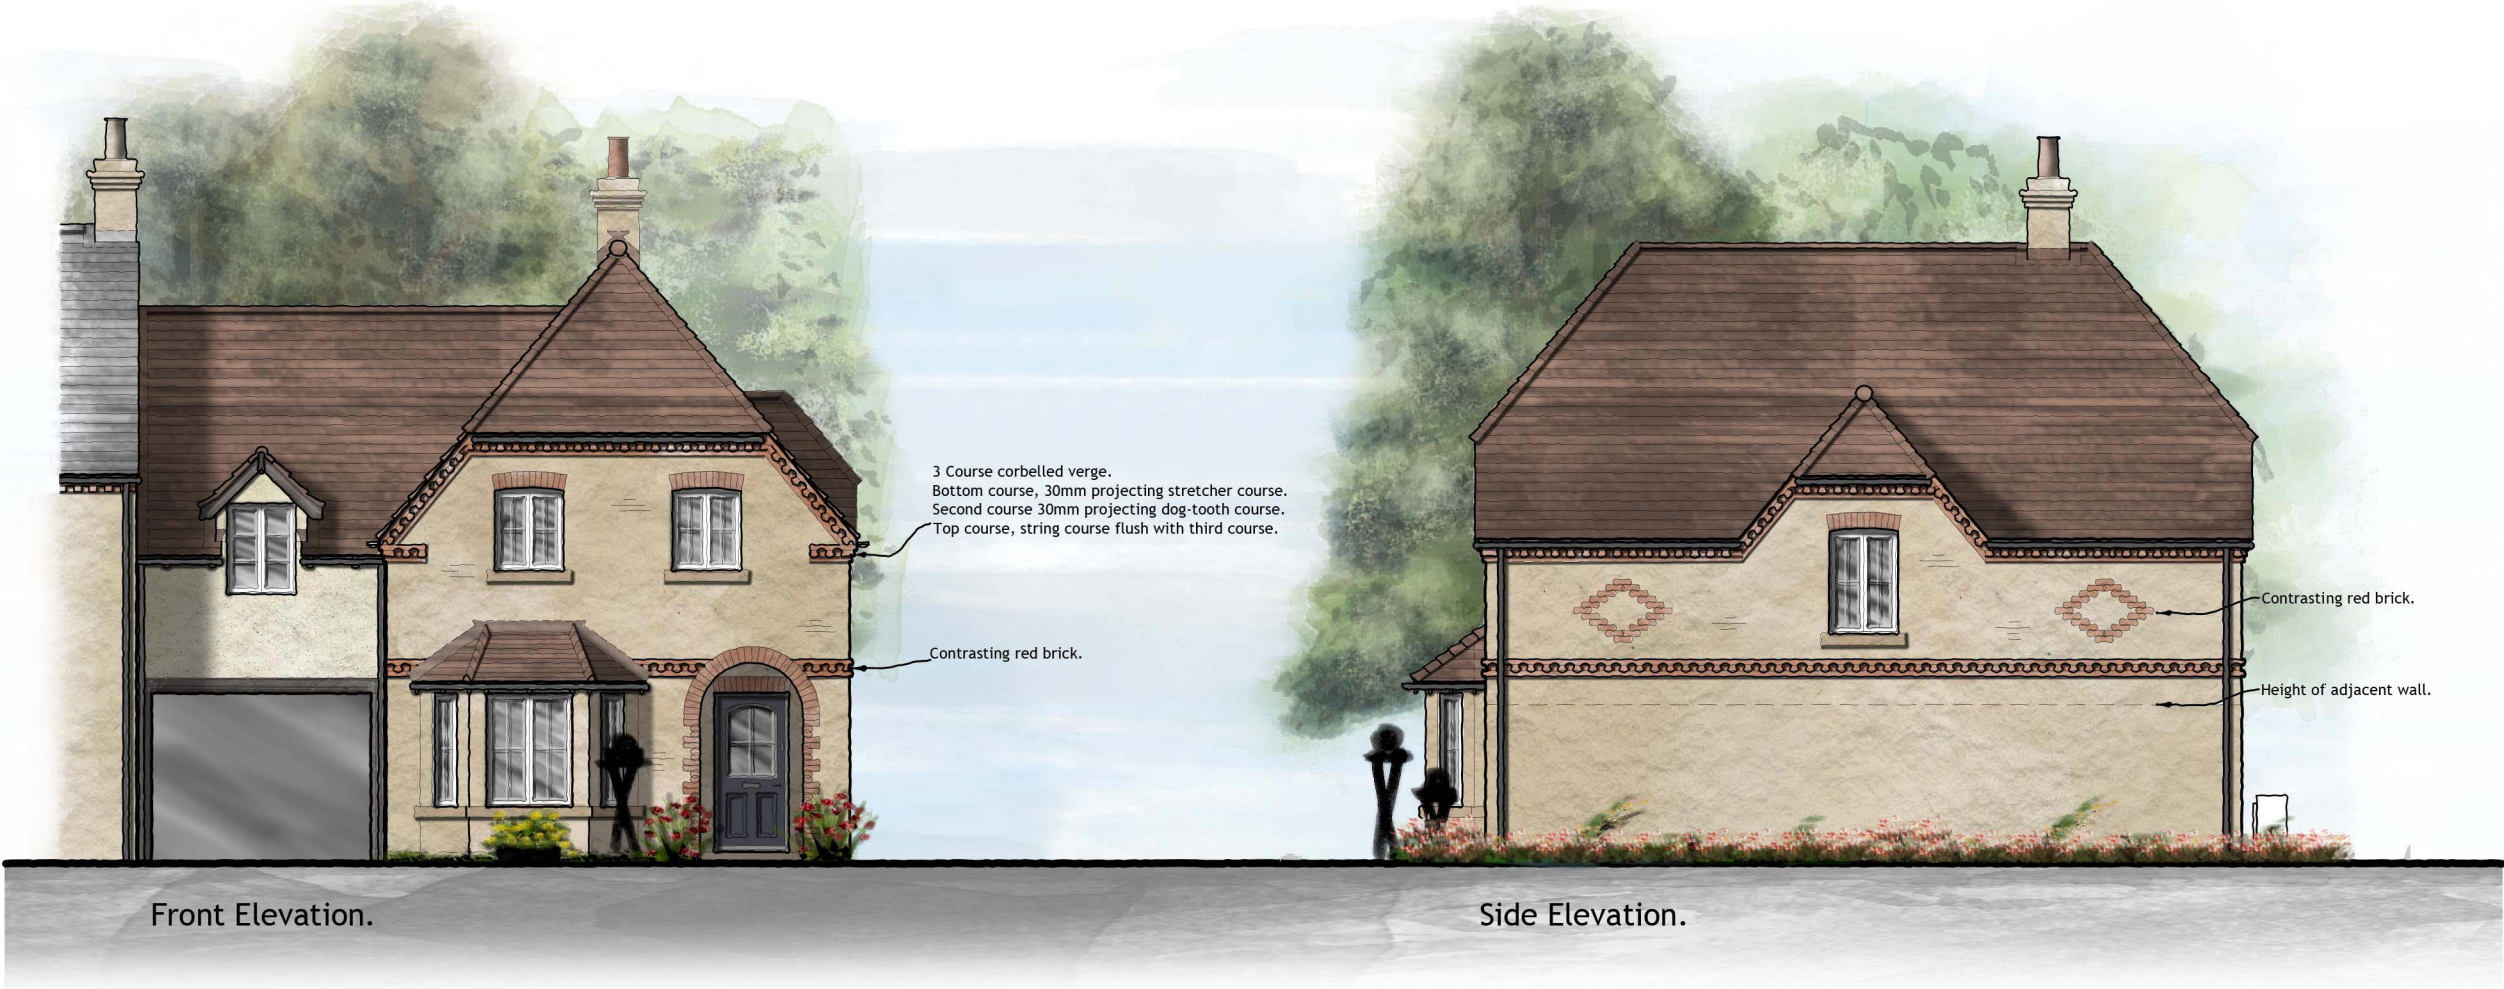 3 Course corbelled verge.
Bottom course, 30mm projecting stretcher course.
Second course 30mm projecting dog-tooth course.
Top course, string course flush with third course.
Contrasting red brick.
Contrasting red brick.
Height of adjacent wall.
Front Elevation.
Side Elevation.